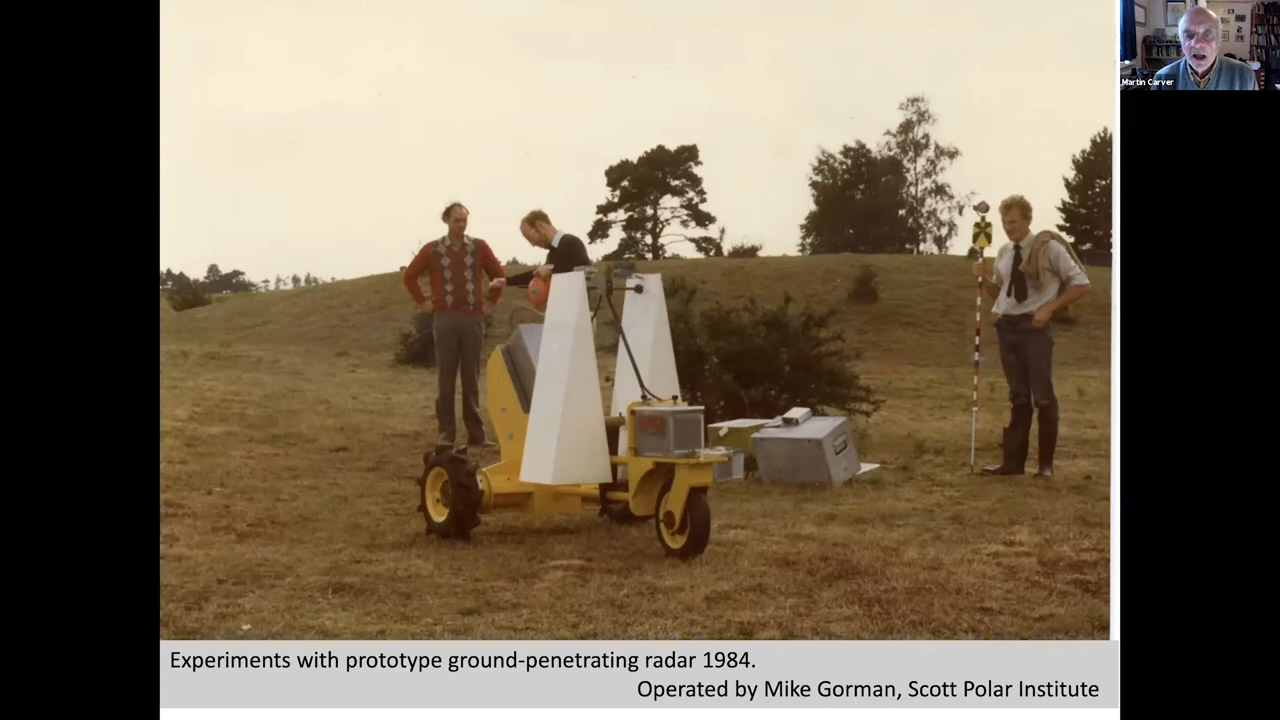 Martin Carver
Experiments with prototype ground-penetrating radar 1984.
Operated by Mike Gorman, Scott Polar Institute